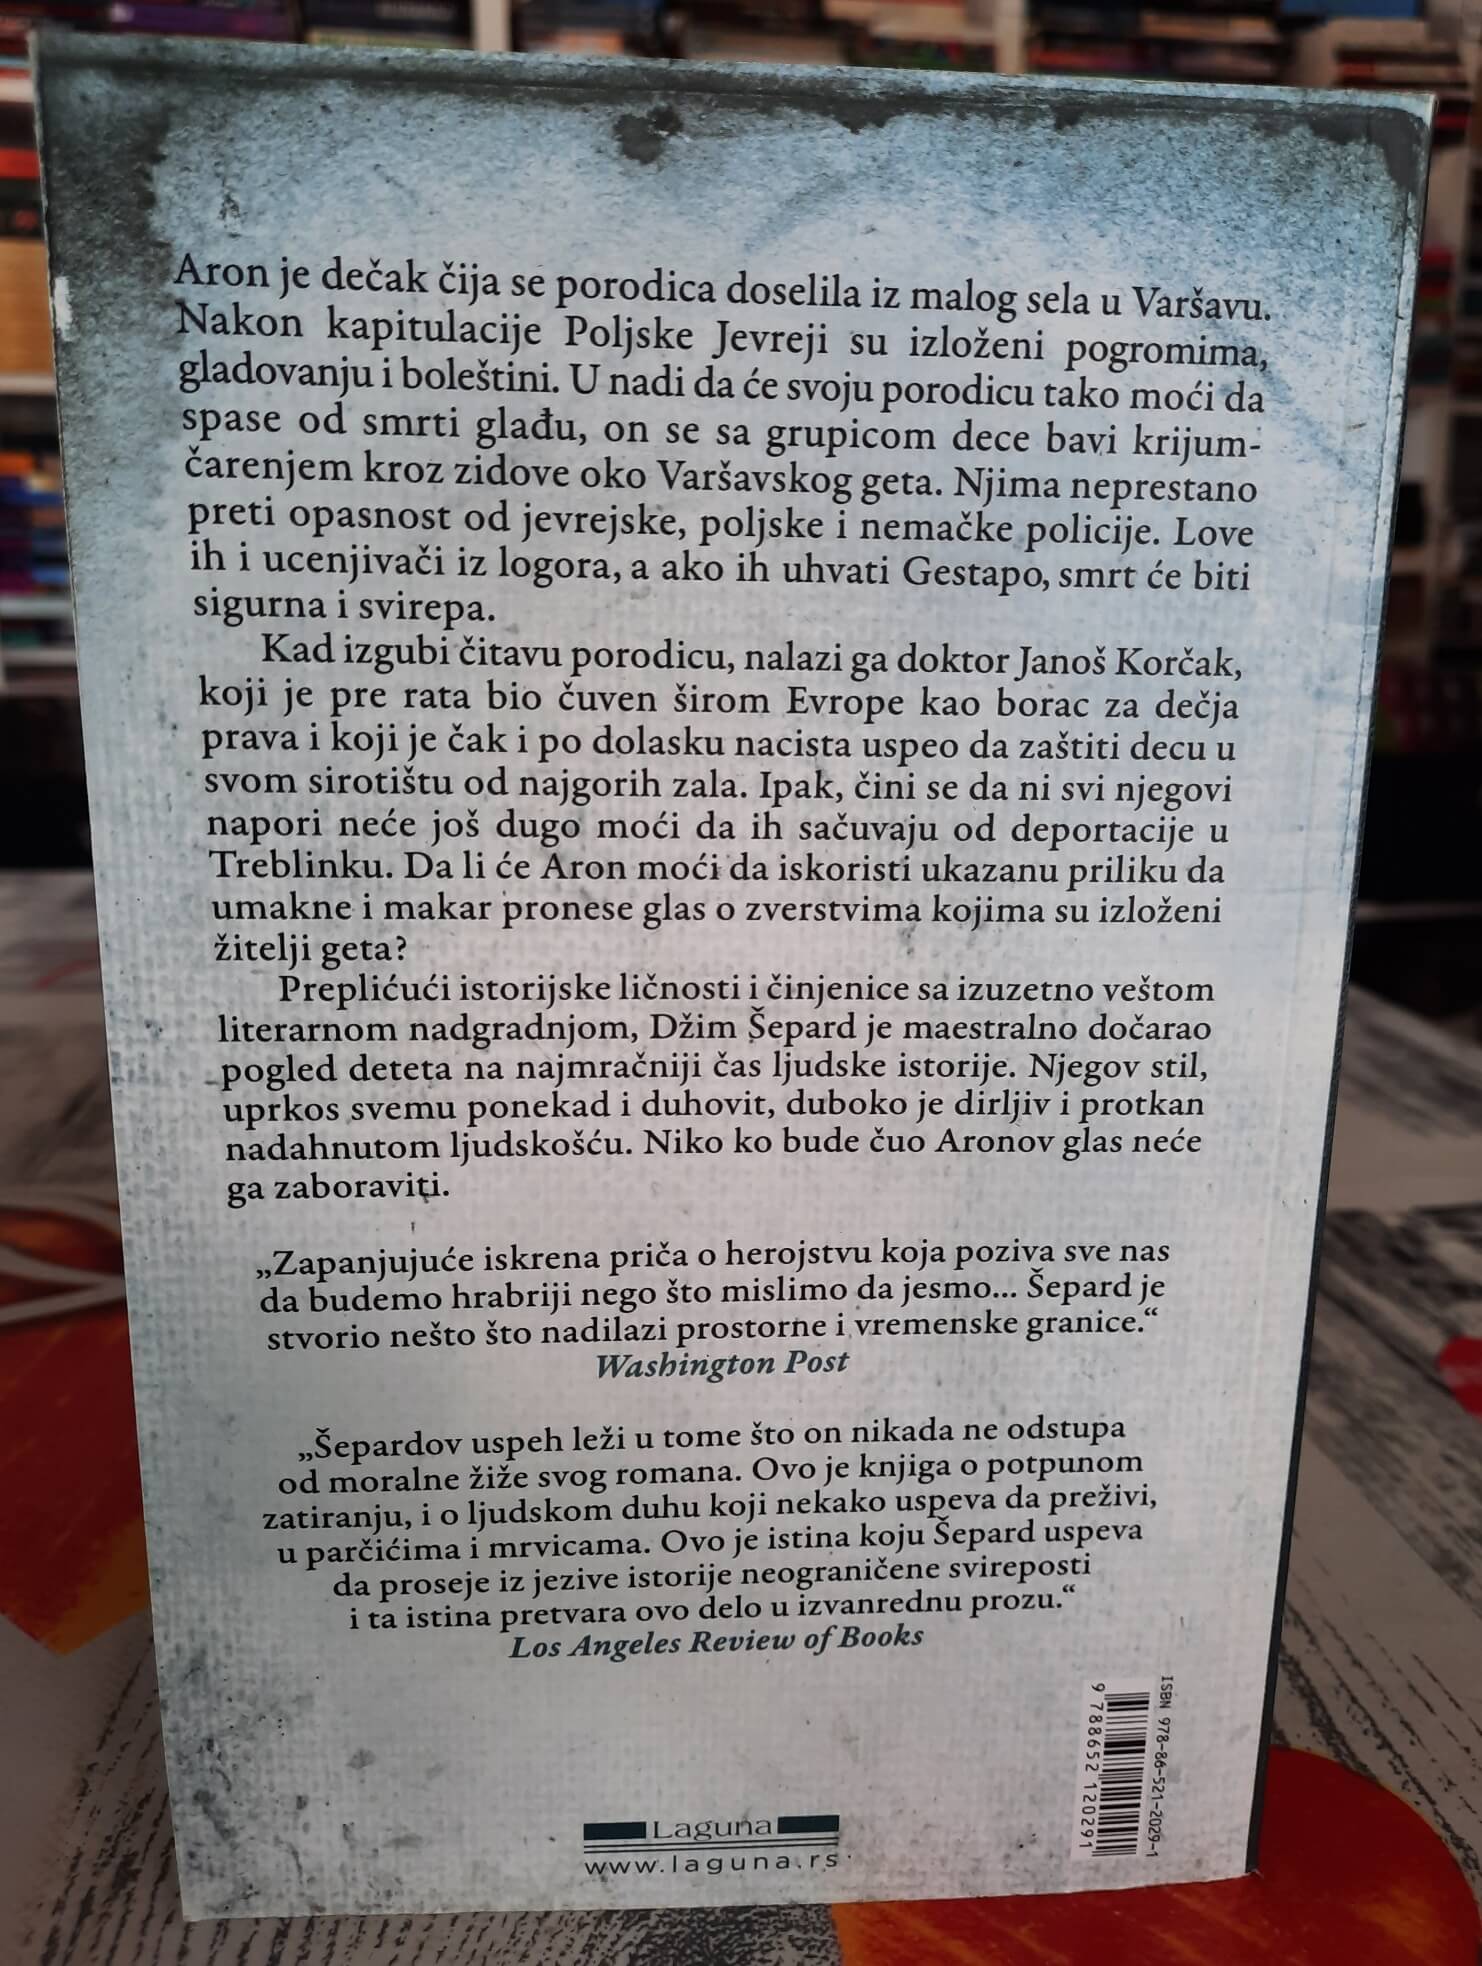 Aron je dečak čija se porodica doselila iz malog sela u Varšavu.
Nakon kapitulacije Poljske Jevreji su izloženi pogromima,
gladovanju i boleštini. U nadi da će svoju porodicu tako moći da
spase od smrti glađu, on se sa grupicom dece bavi krijum-
čarenjem kroz zidove oko Varšavskog geta. Njima neprestano
preti opasnost od jevrejske, poljske i nemačke policije. Love
ih i ucenjivači iz logora, a ako ih uhvati Gestapo, smrt će biti
sigurna i svirepa.
Kad izgubi čitavu porodicu, nalazi ga doktor Janoš Korčak,
koji je pre rata bio čuven širom Evrope kao borac za dečja
prava i koji je čak i po dolasku nacista uspeo da zaštiti decu u
svom sirotištu od najgorih zala. Ipak, čini se da ni svi njegovi
napori neće još dugo moći da ih sačuvaju od deportacije u
Treblinku. Da li će Aron moći da iskoristi ukazanu priliku da
umakne i makar pronese glas o zverstvima kojima su izloženi
žitelji geta?
Preplićući istorijske ličnosti i činjenice sa izuzetno veštom
literarnom nadgradnjom, Džim Šepard je maestralno dočarao
pogled deteta na najmračniji čas ljudske istorije. Njegov stil,
uprkos svemu ponekad i duhovit, duboko je dirljiv i protkan
nadahnutom ljudskošću. Niko ko bude čuo Aronov glas neće
ga zaboraviti.
„Zapanjujuće iskrena priča o herojstvu koja poziva sve nas
da budemo hrabriji nego što mislimo da jesmo... Šepard je
stvorio nešto što nadilazi prostorne i vremenske granice.“
Washington Post
„Šepardov uspeh leži u tome što on nikada ne odstupa
od moralne žiže svog romana. Ovo je knjiga o potpunom
zatiranju, i o ljudskom duhu koji nekako uspeva da preživi,
u parčićima i mrvicama. Ovo je istina koju Šepard uspeva
da proseje iz jezive istorije neograničene svireposti
i ta istina pretvara ovo delo u izvanrednu prozu.“
Los Angeles Review of Books
ISBN 978-86-521-2029-1
9 788652 120291
Laguna
www.laguna.rs